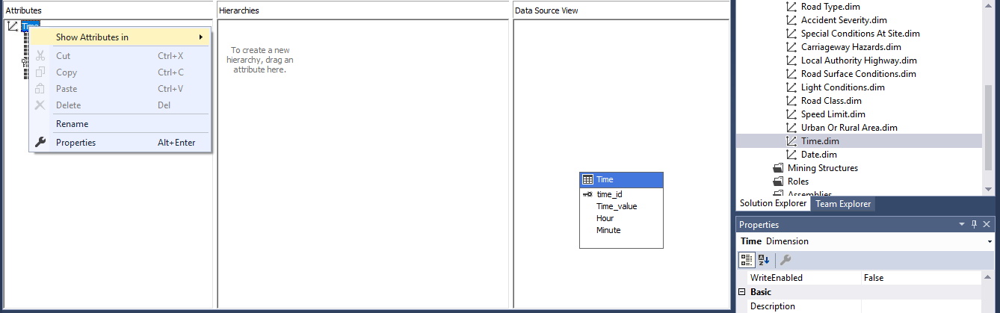 Attributes
Time
Show Attributes in
Cut Ctrl+X
Copy Ctrl+C
Paste Ctrl+V
Delete Del
Rename
Properties Alt+Enter
Hierarchies
To create a new
hierarchy, drag an
attribute here.
Data Source View
Time
time_id
Time_value
Hour
Minute
Road Type.dim
Accident Severity.dim
Special Conditions At Site.dim
Carriageway Hazards.dim
Local Authority Highway.dim
Road Surface Conditions.dim
Light Conditions.dim
Road Class.dim
Speed Limit.dim
Urban Or Rural Area.dim
Time.dim
Date.dim
Mining Structures
Roles
Assemblies
Solution Explorer Team Explorer
Properties
Time Dimension
WriteEnabled False
Basic
Description